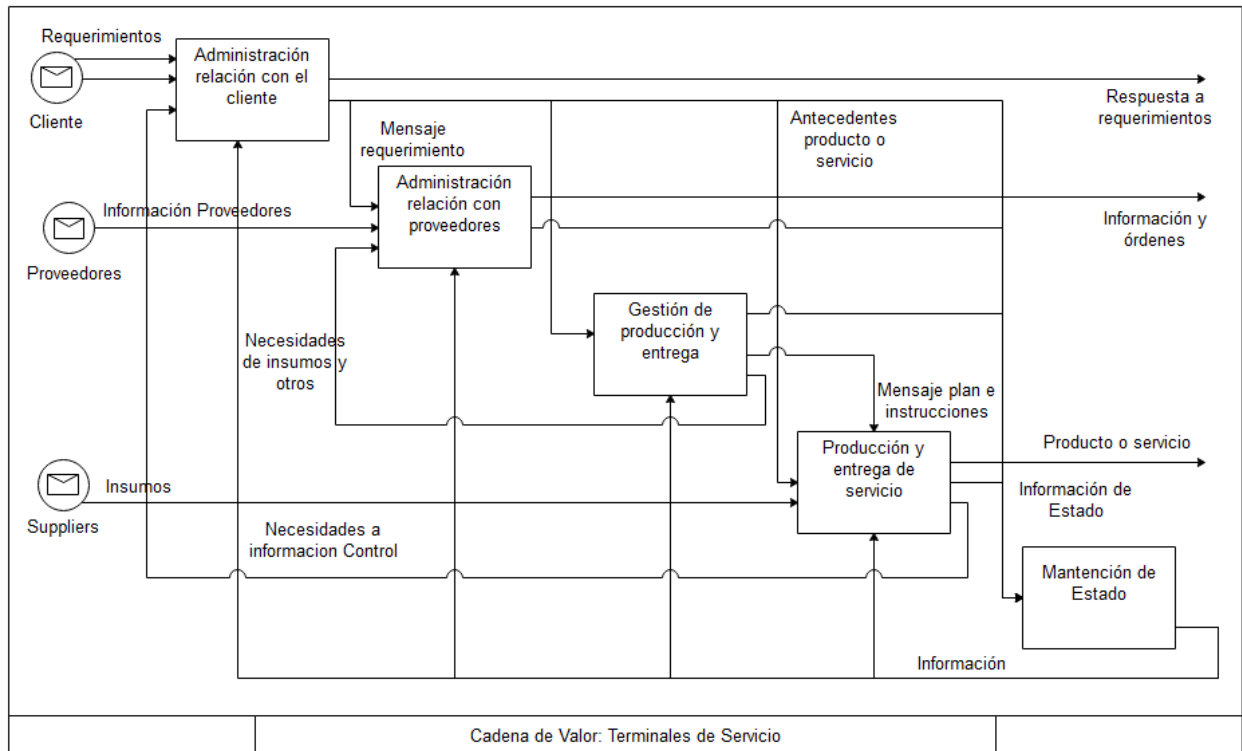 Requerimientos
Cliente
Administración
relación con el
cliente
Respuesta a
requerimientos
Mensaje
requerimiento
Antecedentes
producto o
servicio
Administración
relación con
proveedores
Información Proveedores
Proveedores
Información y
órdenes
Gestión de
producción y
entrega
Necesidades
de insumos y
otros
Mensaje plan e
instrucciones
Producción y
entrega de
servicio
Producto o servicio
Insumos
Suppliers
Información de
Estado
Necesidades a
informacion Control
Mantención de
Estado
Información
Cadena de Valor: Terminales de Servicio